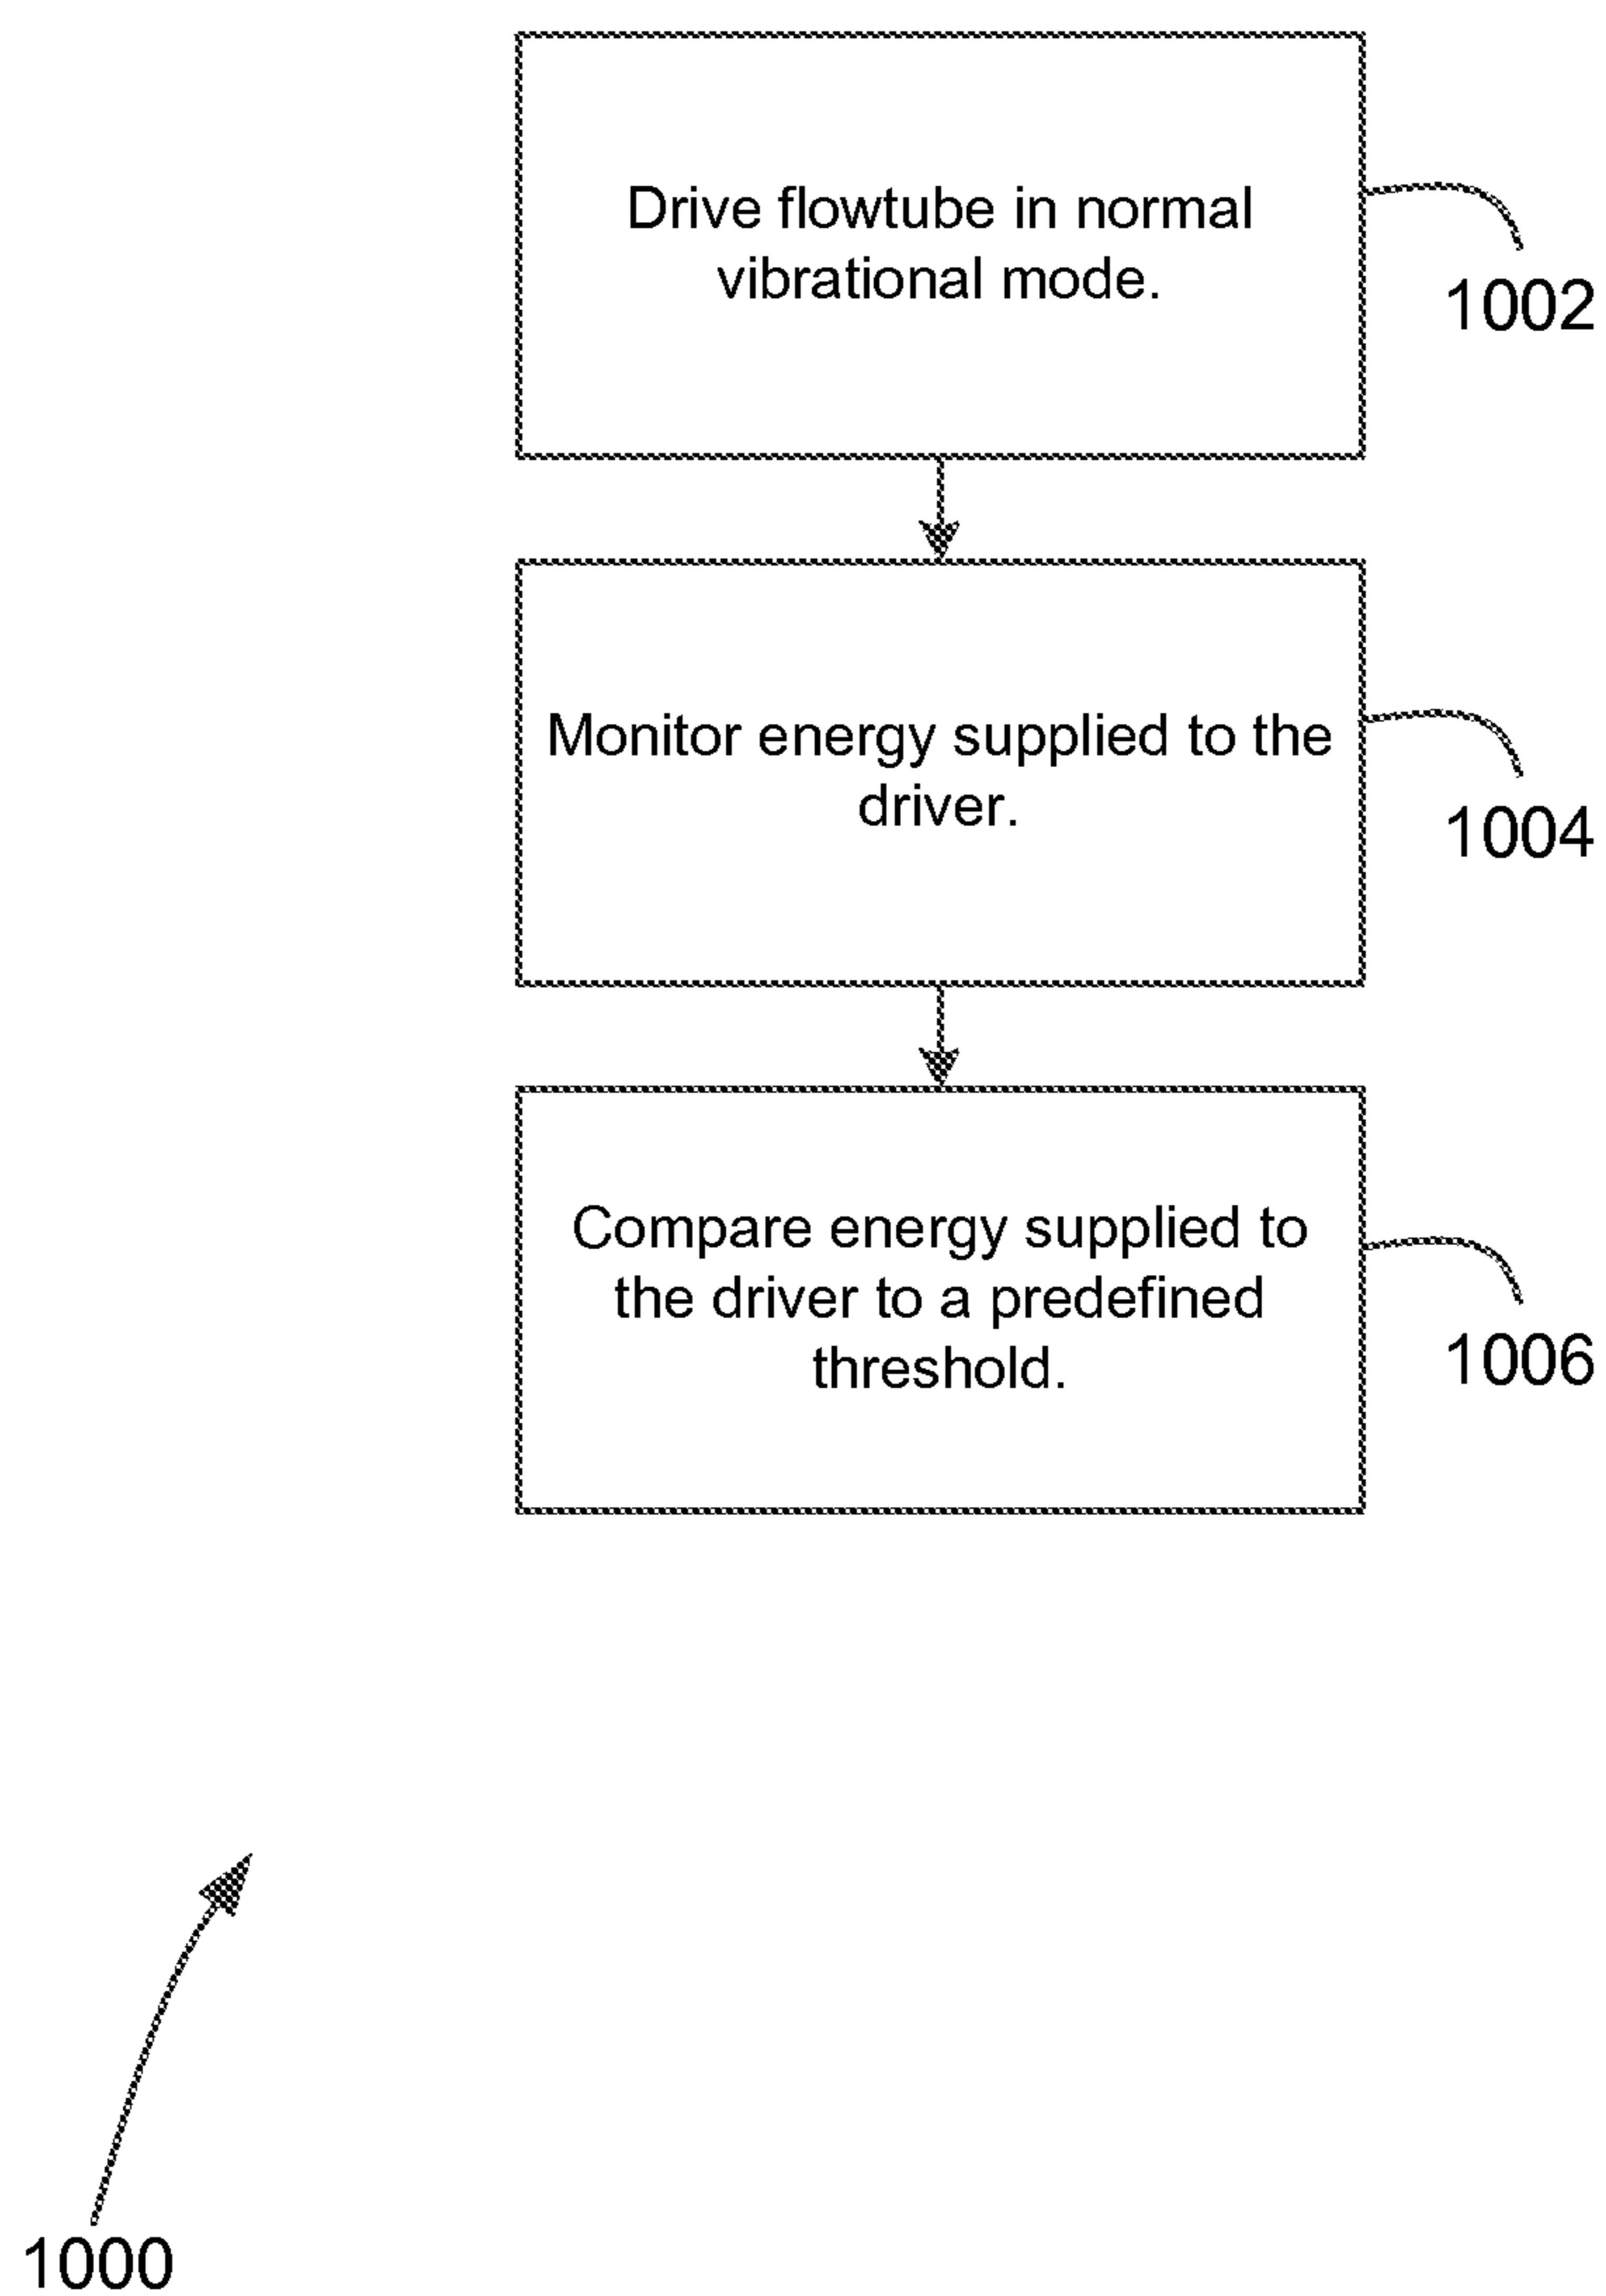 Drive flowtube in normal
vibrational mode.
1002
Monitor energy supplied to the
driver.
1004
Compare energy supplied to
the driver to a predefined
threshold.
1006
1000